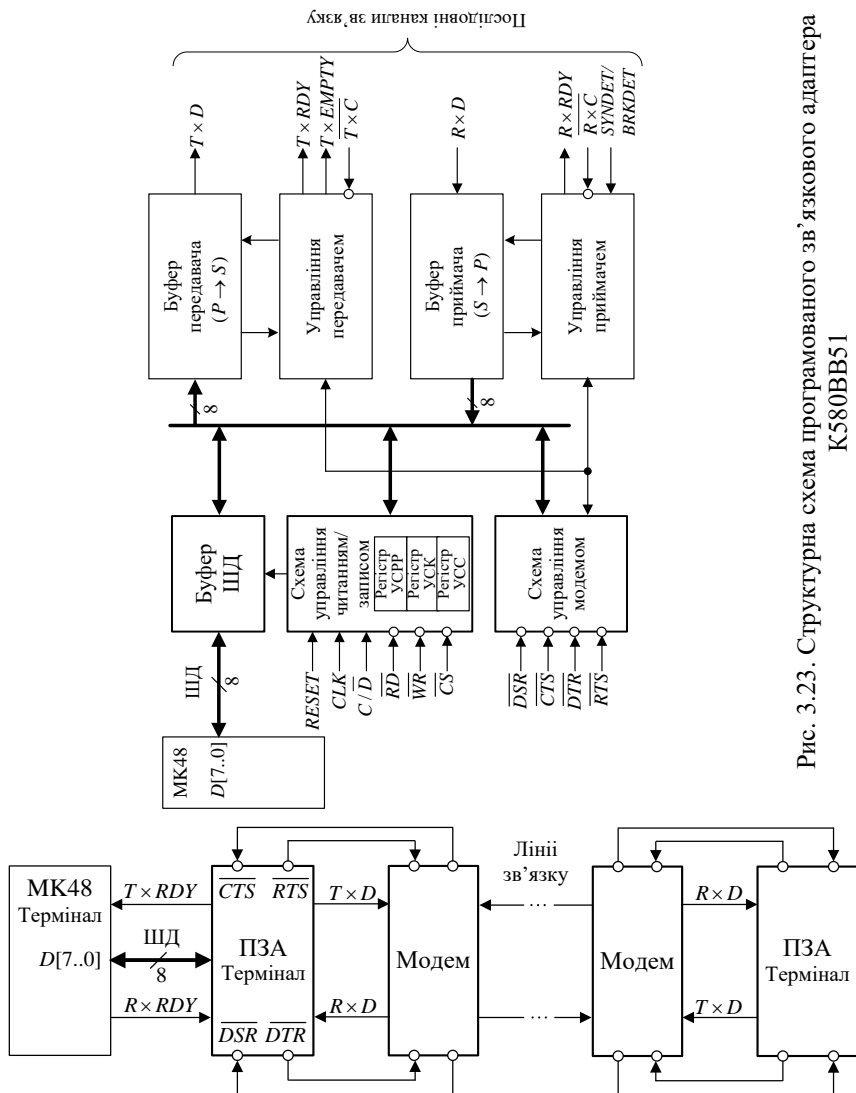 МК48
Термінал
D[7..0]
T×RDY
ШД
8
R×RDY
CTS RTS
ПЗА
Термінал
DSR DTR
T×D
R×D
Модем
Лінії
зв'язку
...
...
Модем
R×D
T×D
ПЗА
Термінал
МК48
D[7..0]
ШД
8
Буфер
ШД
RESET
CLK
C / D
RD
WR
CS
Схема
управління
читанням/
записом
Регістр
УСРР
Регістр
УСК
Регістр
УСС
DSR
CTS
DTR
RTS
Схема
управління
модемом
8
8
Буфер
передавача
(P → S)
Управління
передавачем
Буфер
приймача
(S → P)
Управління
приймачем
T×D
T×RDY
T×EMPTY
T×C
R×D
R×RDY
R×C
SYNDET/
BRKDET
Послідовні канали зв'язку
Рис. 3.23. Структурна схема програмованого зв'язкового адаптера
К580ВВ51